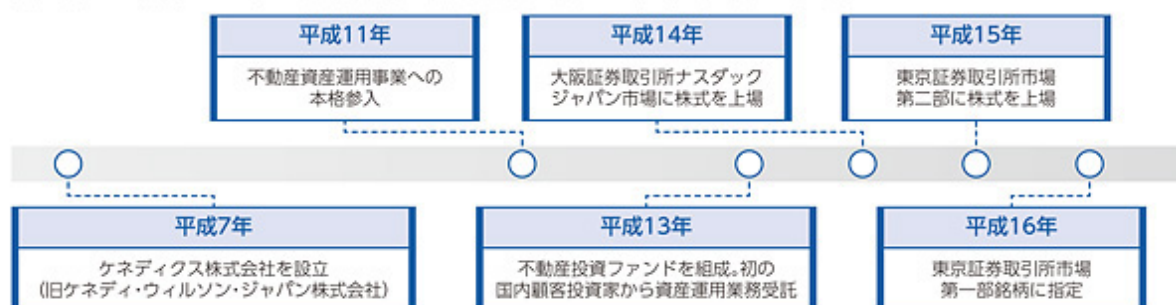 平成11年
不動産資産運用事業への
本格参入
平成14年
大阪証券取引所ナスダック
ジャパン市場に株式を上場
平成15年
東京証券取引所市場
第二部に株式を上場
平成7年
ケネディクス株式会社を設立
(旧ケネディ・ウィルソン・ジャパン株式会社)
平成13年
不動産投資ファンドを組成。初の
国内顧客投資家から資産運用業務受託
平成16年
東京証券取引所市場
第一部銘柄に指定